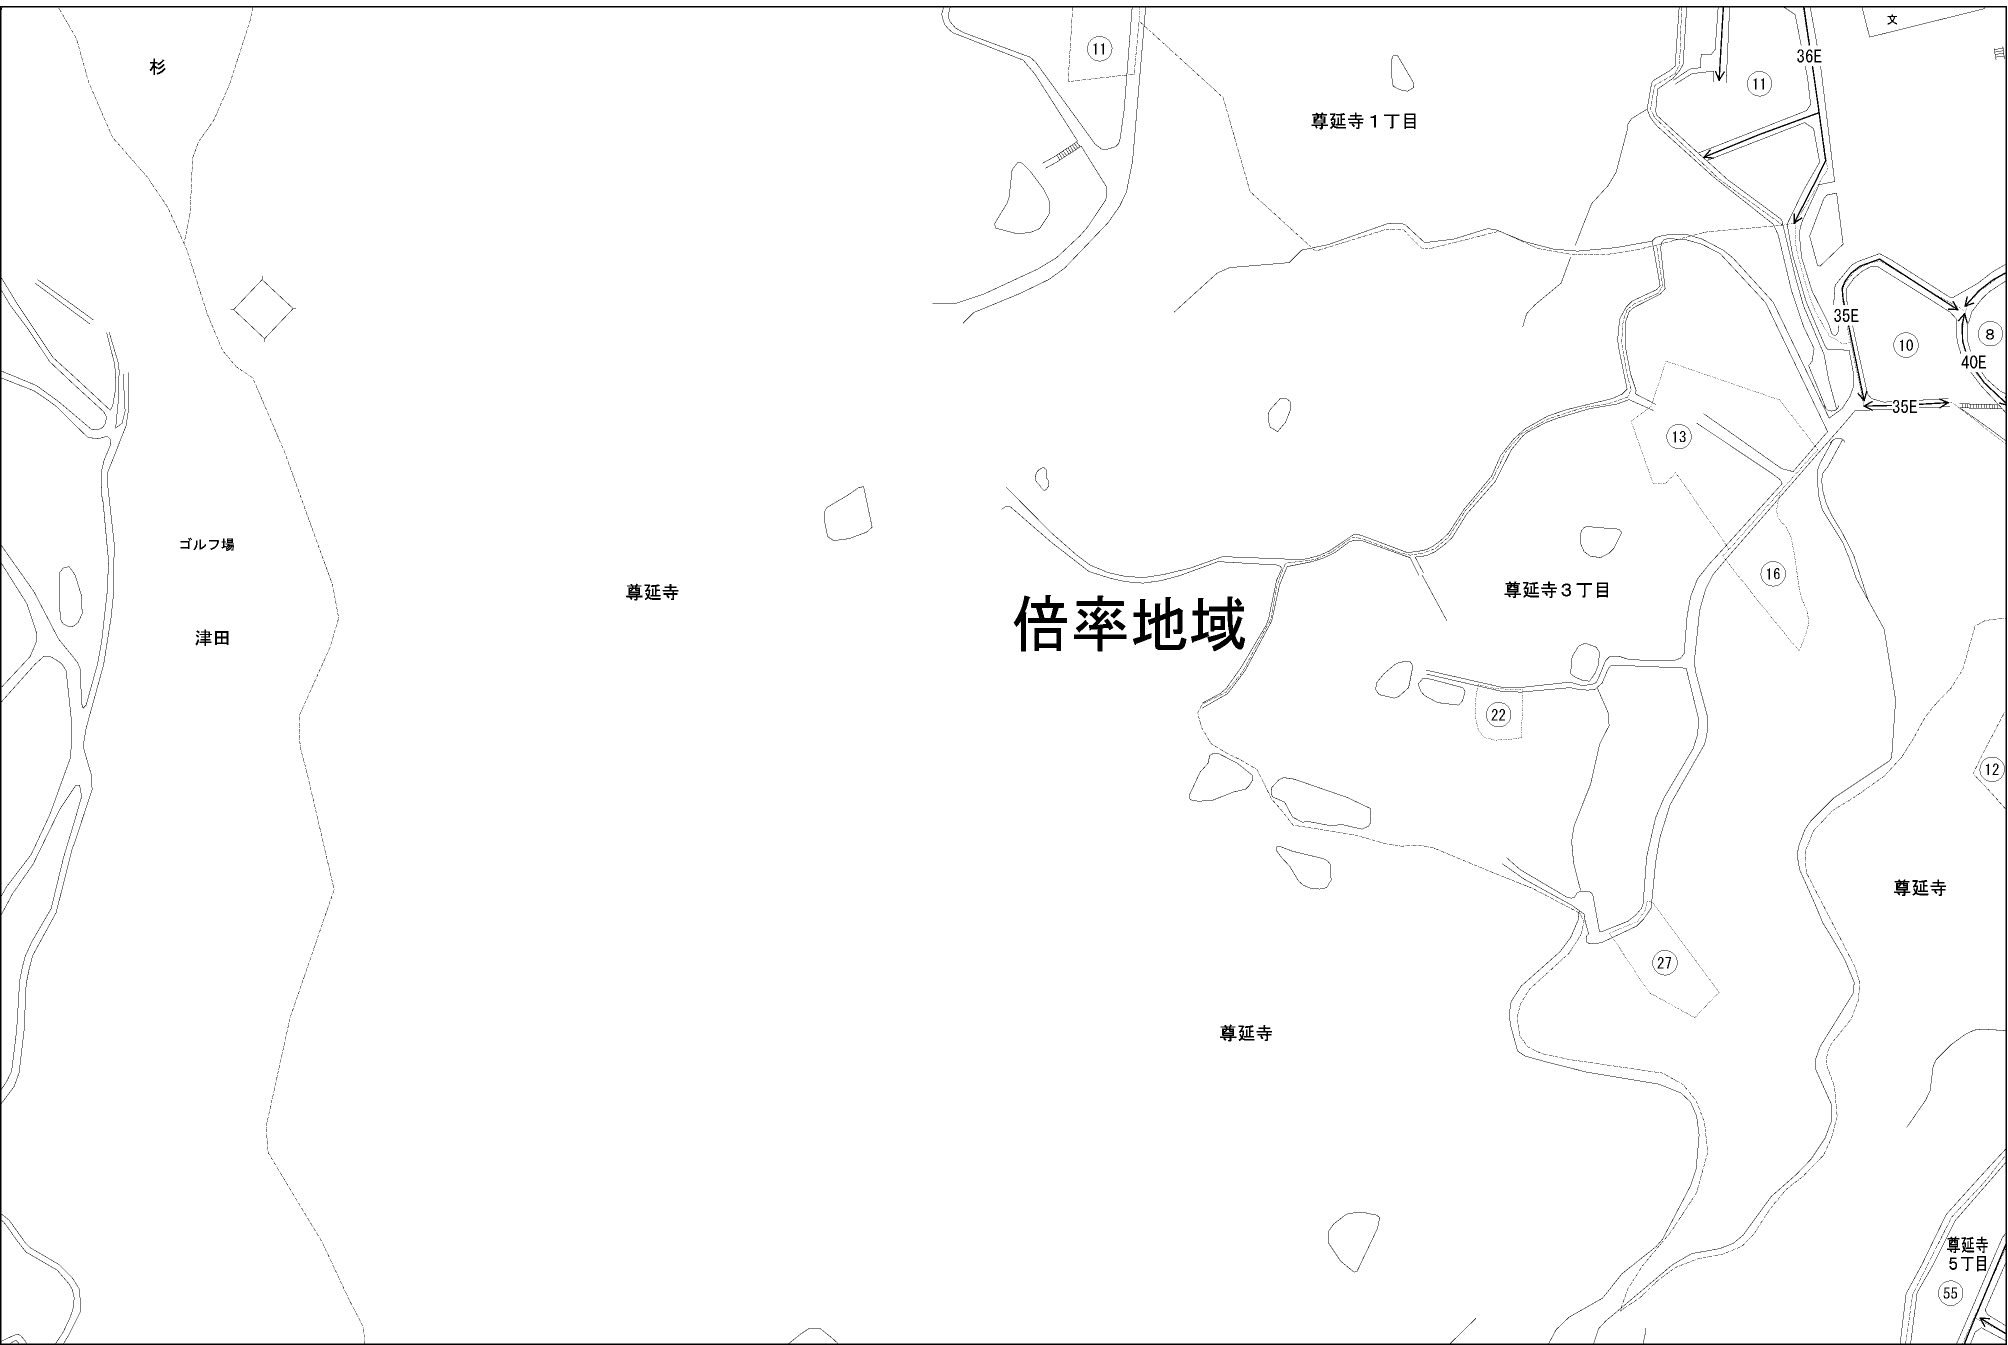 文
杉
11
36E
11
尊延寺１丁目
35E
8
10
40E
35E
13
ゴルフ場
16
尊延寺
尊延寺３丁目
倍率地域
津田
22
12
尊延寺
27
尊延寺
尊延寺
５丁目
55